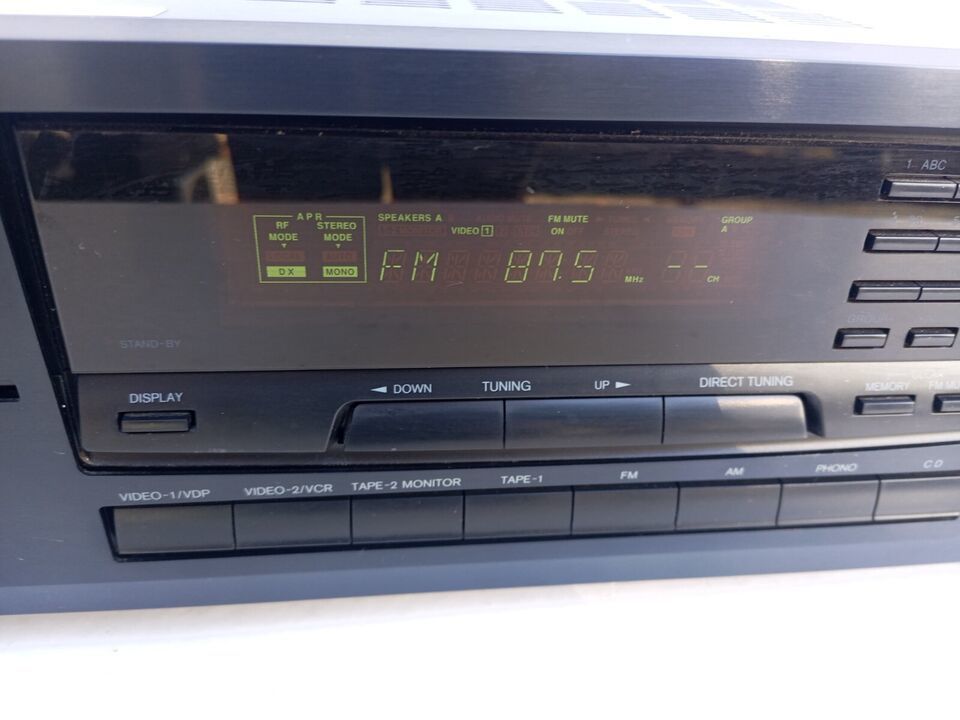 1 ABC
APR
RF MODE
STEREO MODE
DX
MONO
SPEAKERS A
VIDEO 1
FM MUTE
ON
GROUP
A
FM 87.5 MHz -- CH
STAND-BY
GROUP
DISPLAY
DOWN TUNING UP
DIRECT TUNING
MEMORY
VIDEO-1/VDP VIDEO-2/VCR TAPE-2 MONITOR TAPE-1 FM AM PHONO CD